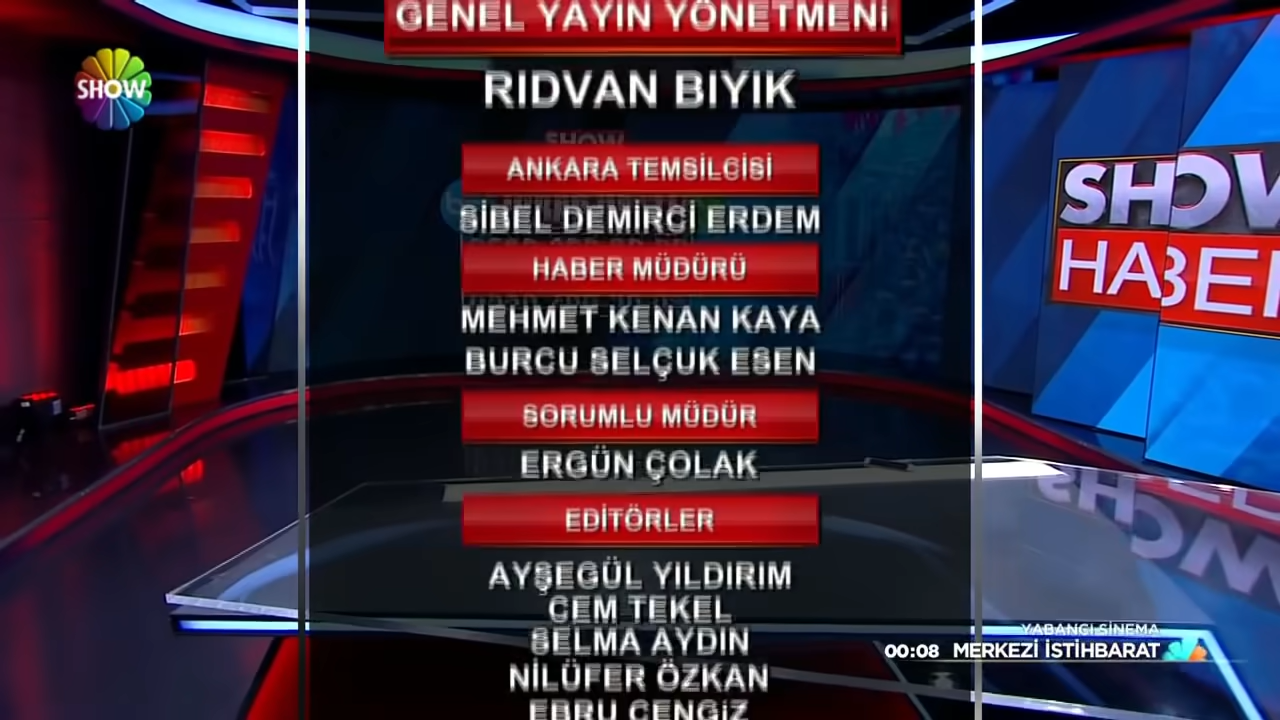 GENEL YAYIN YÖNETMENİ
SHOW
RIDVAN BIYIK
ANKARA TEMSİLCİSİ
SİBEL DEMİRCİ ERDEM
HABER MÜDÜRÜ
MEHMET KENAN KAYA
BURCU SELÇUK ESEN
SORUMLU MÜDÜR
ERGÜN ÇOLAK
EDİTÖRLER
AYŞEGÜL YILDIRIM
CEM TEKEL
SELMA AYDIN
NİLÜFER ÖZKAN
EBRU CENGİZ
SHOW
HABER
YABANCI SİNEMA
00:08 MERKEZİ İSTİHBARAT